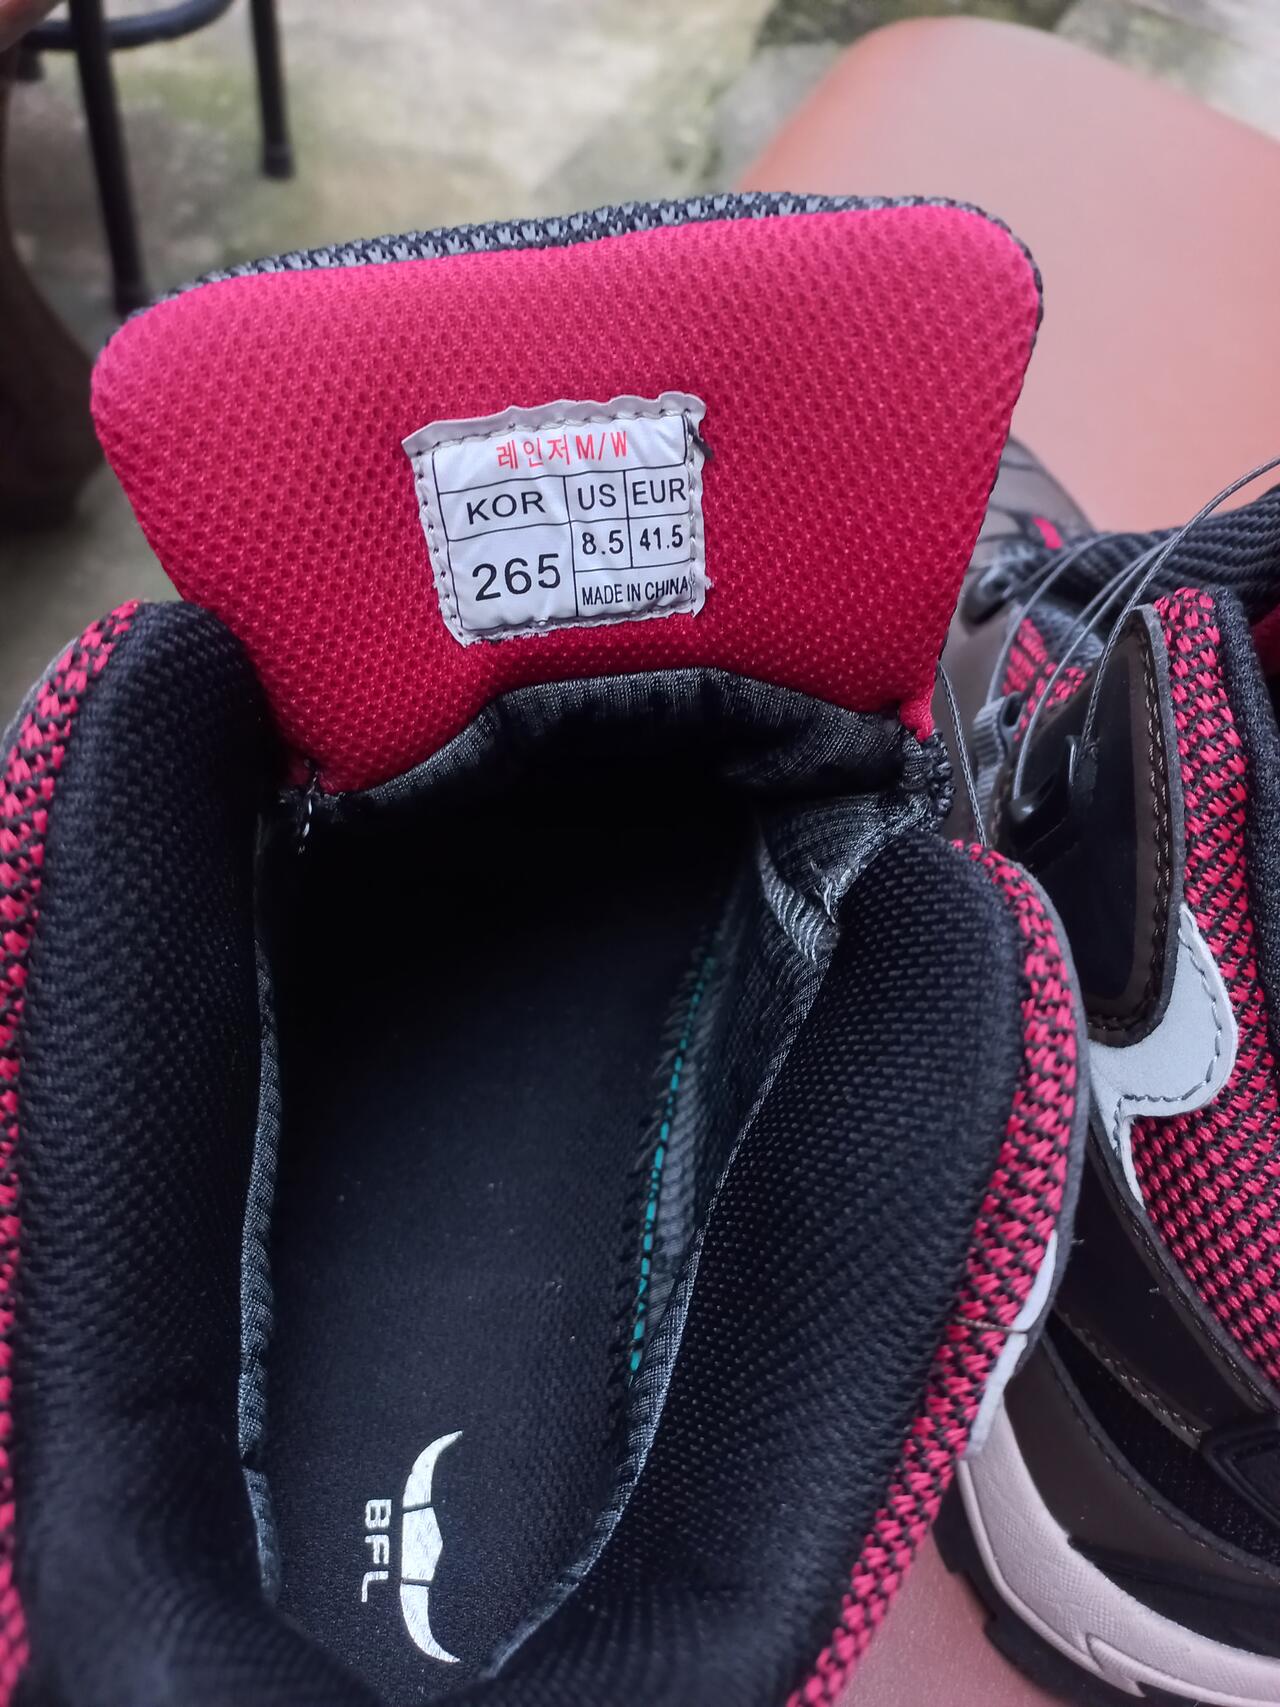 레인저 M/W
KOR US EUR
265 8.5 41.5
MADE IN CHINA
BFL